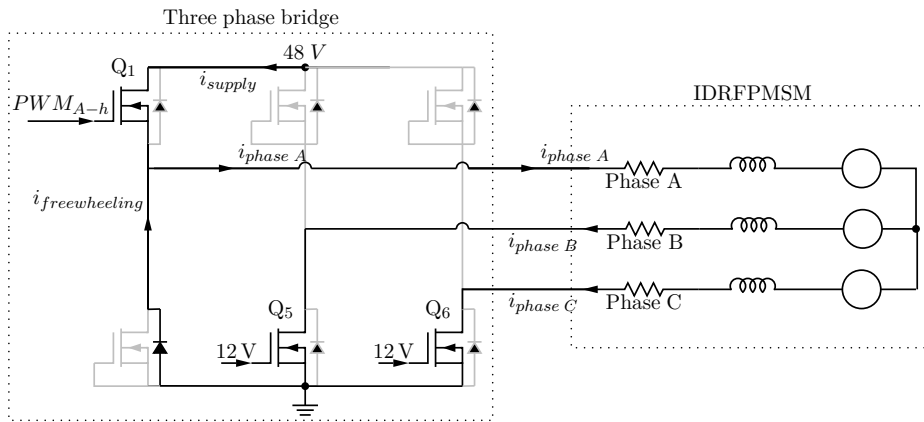 Three phase bridge
48 V
Q1
i_supply
IDRFPMSM
PWM_A−h
i_phase A
i_phase A
Phase A
i_freewheeling
i_phase B
Phase B
i_phase C
Phase C
Q5
Q6
12 V
12 V